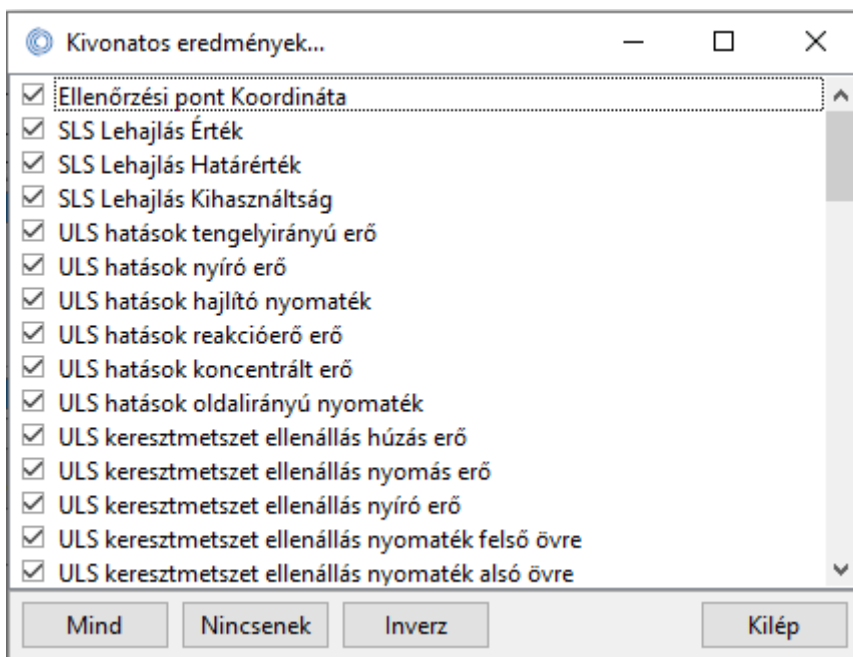 Kivonatos eredmények...
Ellenőrzési pont Koordináta
SLS Lehajlás Érték
SLS Lehajlás Határérték
SLS Lehajlás Kihasználtság
ULS hatások tengelyirányú erő
ULS hatások nyíró erő
ULS hatások hajlító nyomaték
ULS hatások reakcióerő erő
ULS hatások koncentrált erő
ULS hatások oldalirányú nyomaték
ULS keresztmetszet ellenállás húzás erő
ULS keresztmetszet ellenállás nyomás erő
ULS keresztmetszet ellenállás nyíró erő
ULS keresztmetszet ellenállás nyomaték felső övre
ULS keresztmetszet ellenállás nyomaték alsó övre
Mind Nincsenek Inverz Kilép